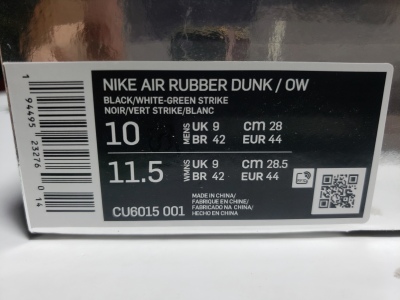 NIKE AIR RUBBER DUNK / OW
BLACK/WHITE-GREEN STRIKE
NOIR/VERT STRIKE/BLANC
10 MENS UK 9 cm 28
BR 42 EUR 44
11.5 WMNS UK 9 cm 28.5
BR 42 EUR 44
CU6015 001
MADE IN CHINA/
FABRIQUE EN CHINE/
FABRICADO NA CHINA/
HECHO EN CHINA
1 94495 23276 0 14